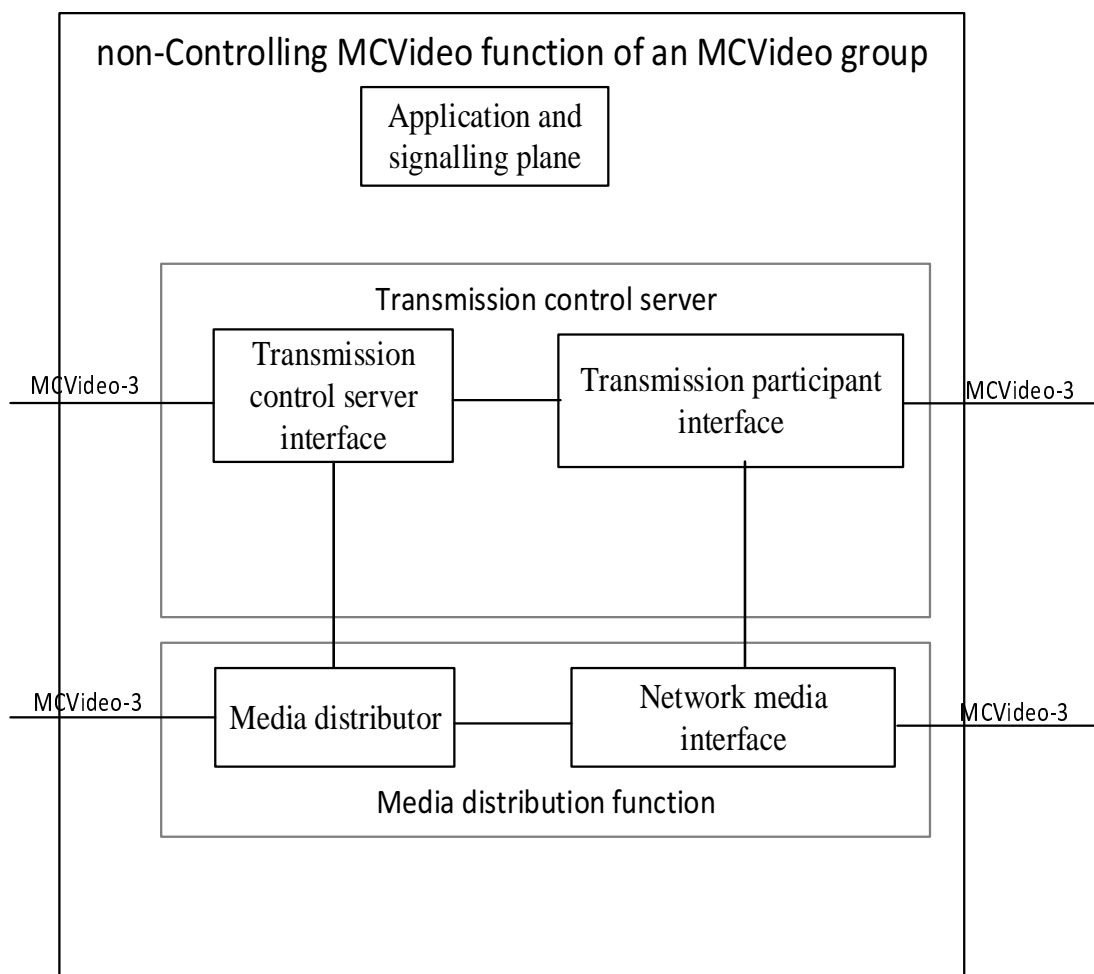 non-Controlling MCVideo function of an MCVideo group
Application and
signalling plane
Transmission control server
Transmission
control server
interface
Transmission participant
interface
MCVideo-3
MCVideo-3
Media distributor
Network media
interface
MCVideo-3
MCVideo-3
Media distribution function